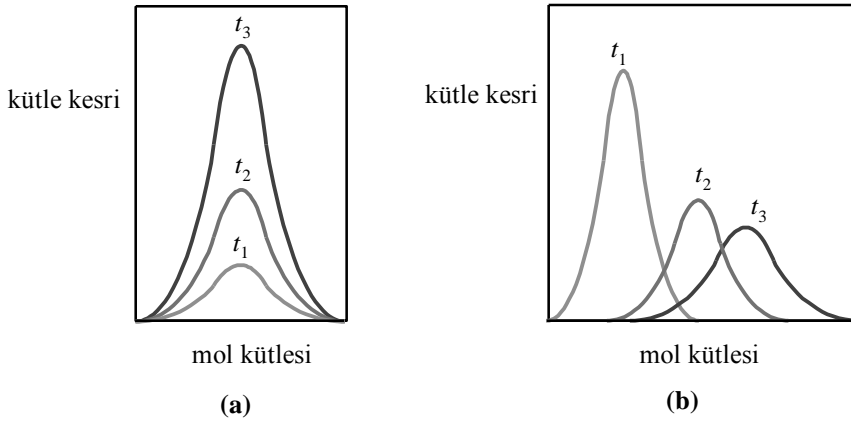 kütle kesri
t3
t2
t1
mol kütlesi
(a)
kütle kesri
t1
t2
t3
mol kütlesi
(b)